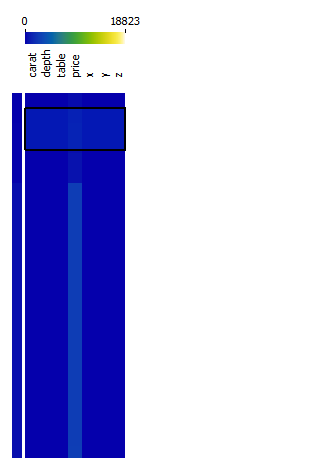 0 18823
carat
depth
table
price
x
y
z